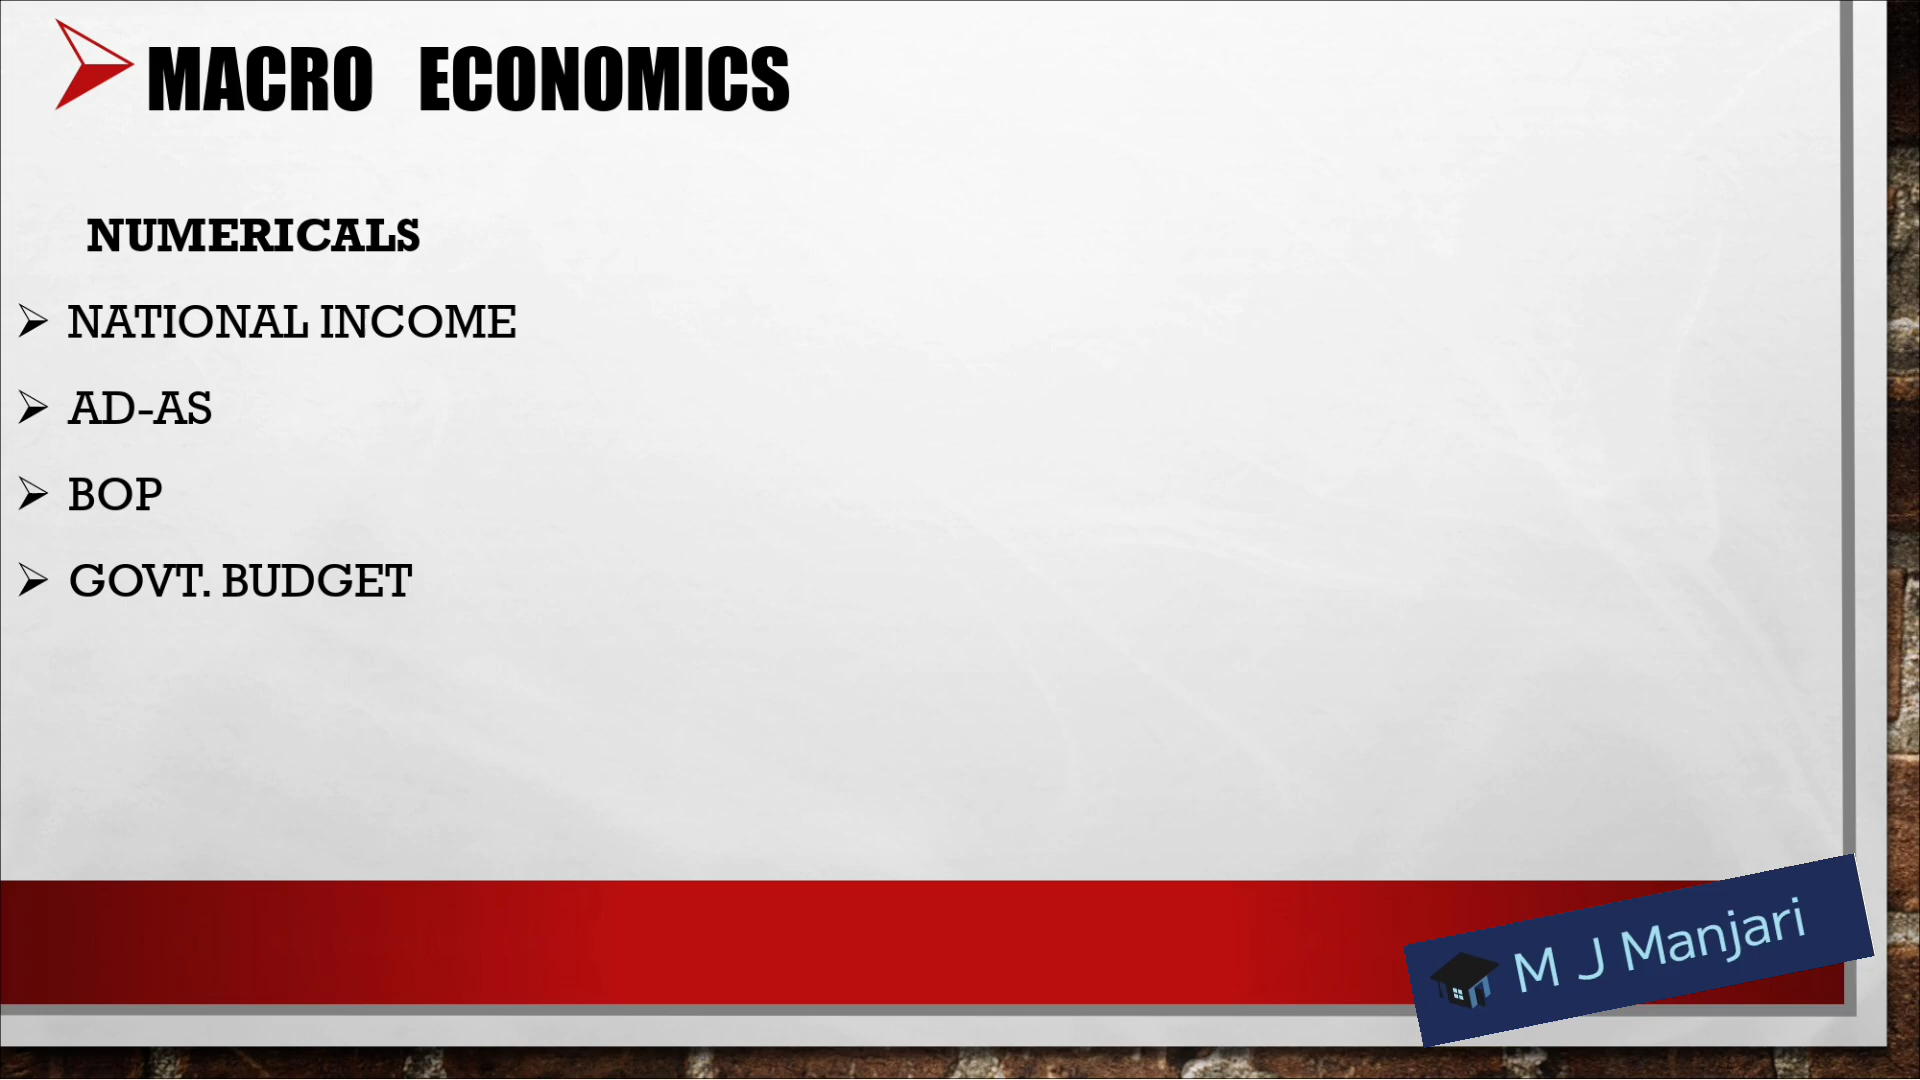 MACRO ECONOMICS
NUMERICALS
NATIONAL INCOME
AD-AS
BOP
GOVT. BUDGET
M J Manjari